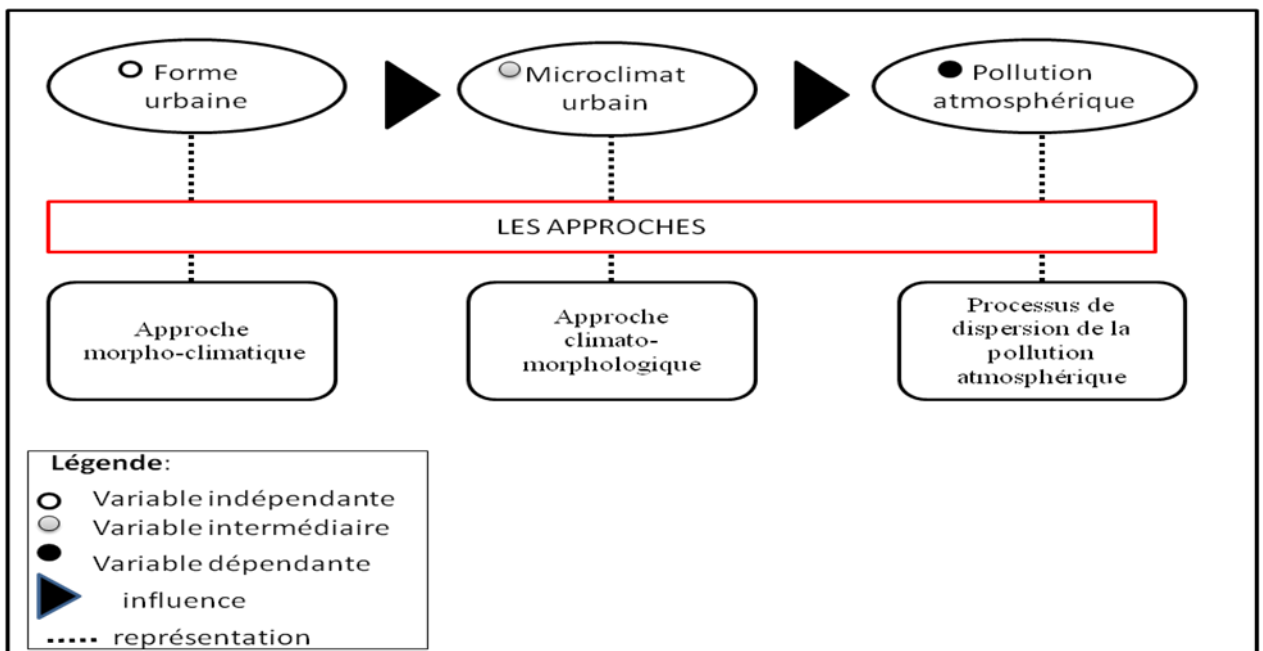 Forme
urbaine
Microclimat
urbain
Pollution
atmosphérique
LES APPROCHES
Approche
morpho-climatique
Approche
climato-
morphologique
Processus de
dispersion de la
pollution
atmosphérique
Légende:
Variable indépendante
Variable intermédiaire
Variable dépendante
influence
représentation